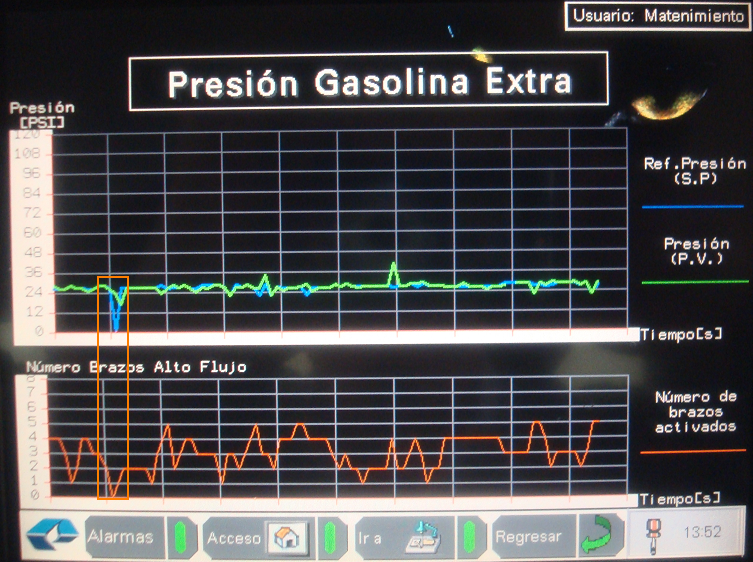 Usuario: Matenimiento
Presión Gasolina Extra
Presión
[PSI]
120
108
96
84
72
60
48
36
24
12
0
Ref.Presión
(S.P)
Presión
(P.V.)
Tiempo[s]
Número Brazos Alto Flujo
8
7
6
5
4
3
2
1
0
Número de
brazos
activados
Tiempo[s]
Alarmas
Acceso
Ir a
Regresar
13:52